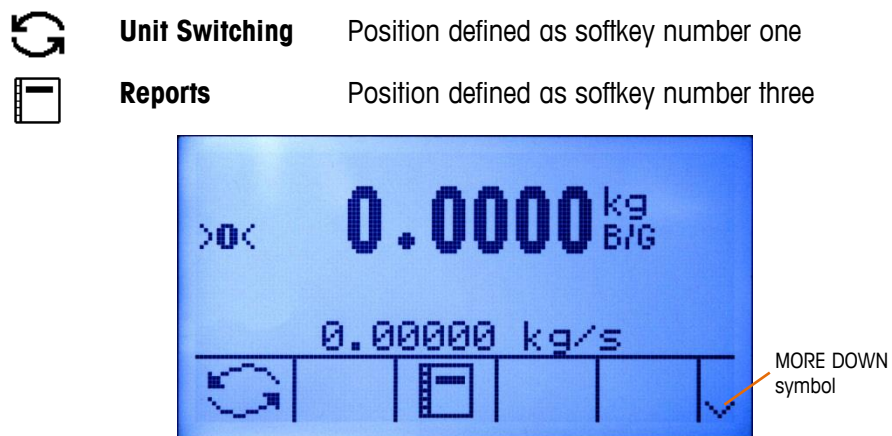 Unit Switching Position defined as softkey number one
Reports Position defined as softkey number three
>0< 0.0000 kg
B/G
0.00000 kg/s
MORE DOWN
symbol